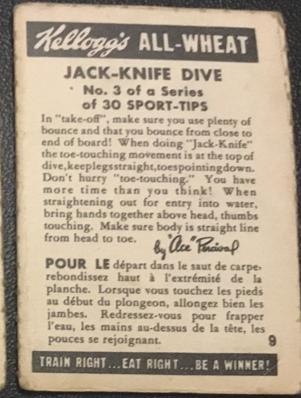 Kellogg's ALL-WHEAT
JACK-KNIFE DIVE
No. 3 of a Series
of 30 SPORT-TIPS
In "take-off", make sure you use plenty of
bounce and that you bounce from close to
end of board! When doing "Jack-Knife"
the toe-touching movement is at the top of
dive, keep legs straight, toes pointing down.
Don't hurry "toe-touching." You have
more time than you think! When
straightening out for entry into water,
bring hands together above head, thumbs
touching. Make sure body is straight line
from head to toe.
by "Ace" Percival
POUR LE départ dans le saut de carpe-
rebondissez haut à l'extrémité de la
planche. Lorsque vous touchez les pieds
au début du plongeon, allongez bien les
jambes. Redressez-vous pour frapper
l'eau, les mains au-dessus de la tête, les
pouces se rejoignant.
9
TRAIN RIGHT...EAT RIGHT...BE A WINNER!